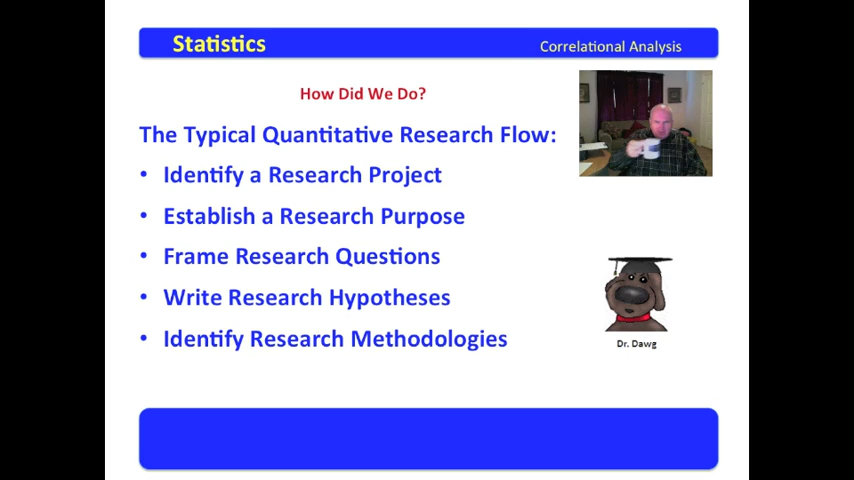 Statistics
Correlational Analysis
How Did We Do?
The Typical Quantitative Research Flow:
• Identify a Research Project
• Establish a Research Purpose
• Frame Research Questions
• Write Research Hypotheses
• Identify Research Methodologies
Dr. Dawg